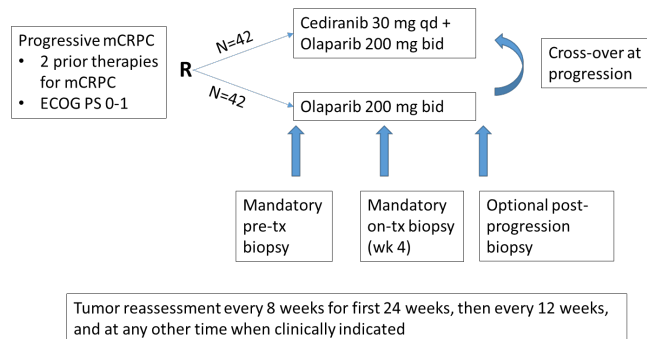 Progressive mCRPC
• 2 prior therapies
for mCRPC
• ECOG PS 0-1
R
N=42
N=42
Cediranib 30 mg qd +
Olaparib 200 mg bid
Olaparib 200 mg bid
Cross-over at
progression
Mandatory
pre-tx
biopsy
Mandatory
on-tx biopsy
(wk 4)
Optional post-
progression
biopsy
Tumor reassessment every 8 weeks for first 24 weeks, then every 12 weeks,
and at any other time when clinically indicated